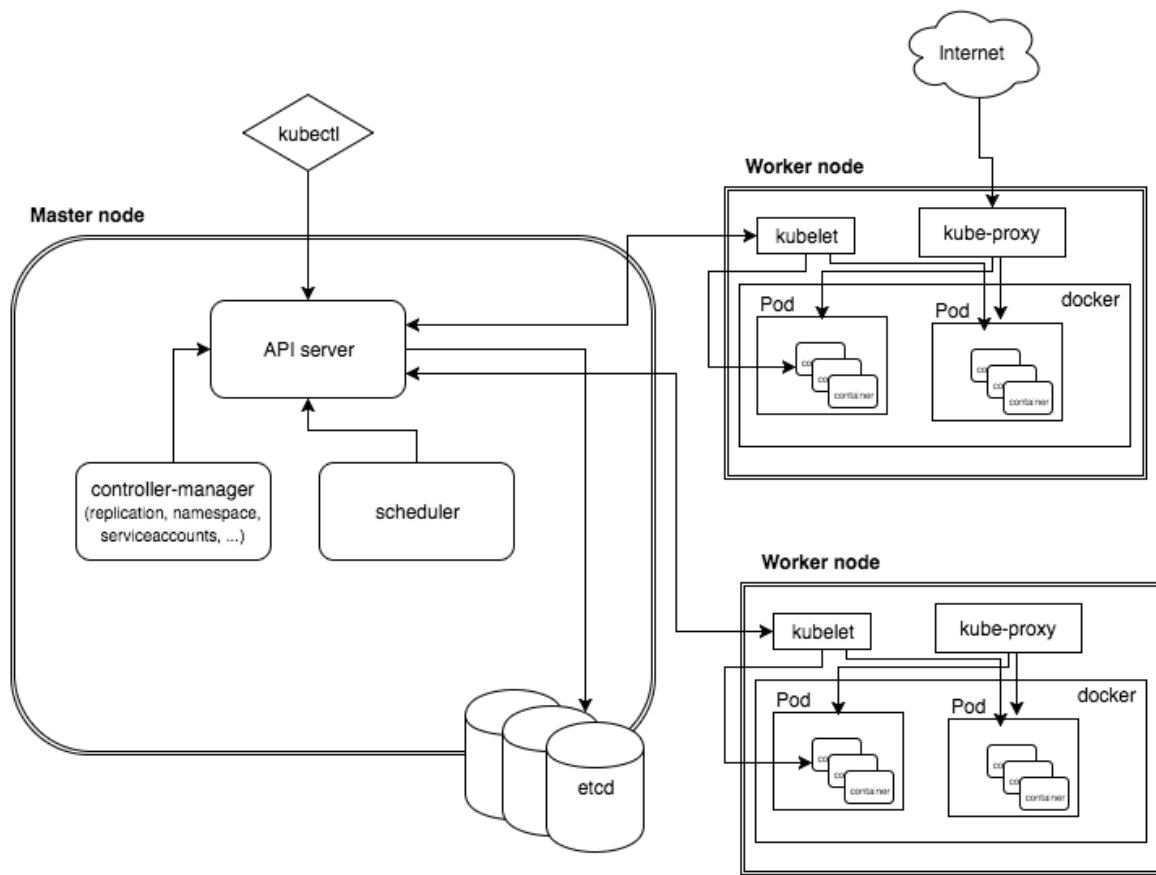 Internet
kubectl
Worker node
Master node
kubelet
kube-proxy
docker
Pod
Pod
API server
container
container
controller-manager
(replication, namespace,
serviceaccounts, ...)
scheduler
Worker node
kubelet
kube-proxy
docker
Pod
Pod
container
container
etcd